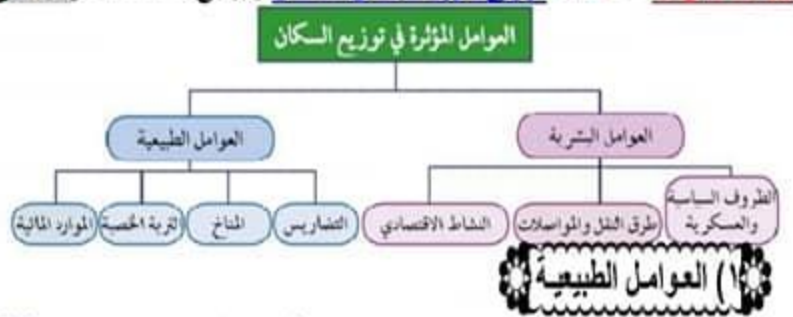 العوامل المؤثرة في توزيع السكان
العوامل البشرية
العوامل الطبيعية
الظروف السياسية والعسكرية
طرق النقل والمواصلات
النشاط الاقتصادي
التضاريس
المناخ
التربة الخصبة
الموارد المائية
١) العوامل الطبيعية